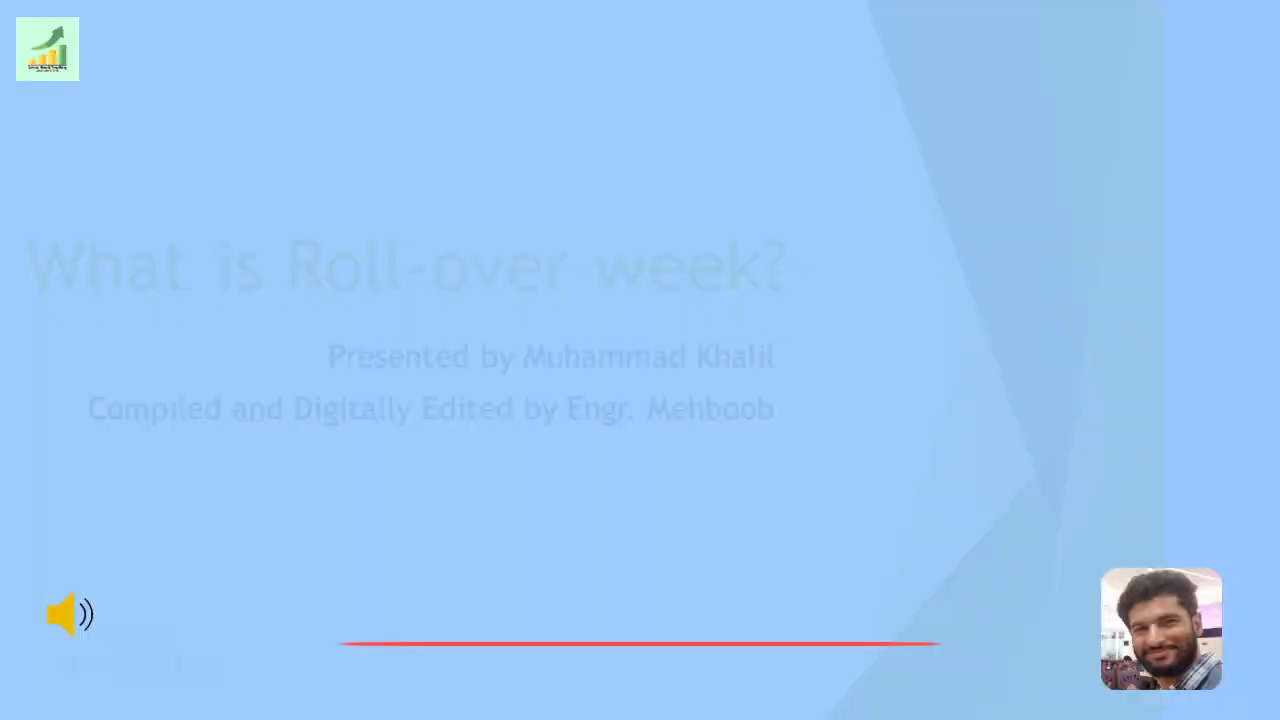 What is Roll-over week?
Presented by Muhammad Khalil
Compiled and Digitally Edited by Engr. Mehboob